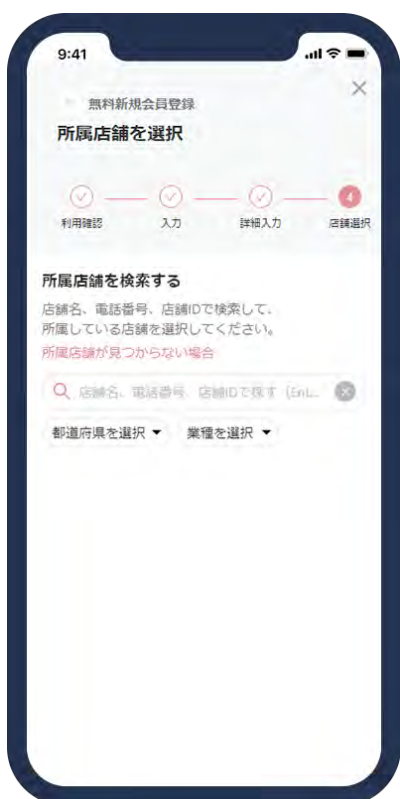 9:41
無料新規会員登録
所属店舗を選択
4
利用確認 入力 詳細入力 店舗選択
所属店舗を検索する
店舗名、電話番号、店舗IDで検索して、
所属している店舗を選択してください。
所属店舗が見つからない場合
店舗名、電話番号、店舗IDで探す（Ent...
都道府県を選択 ▼ 業種を選択 ▼